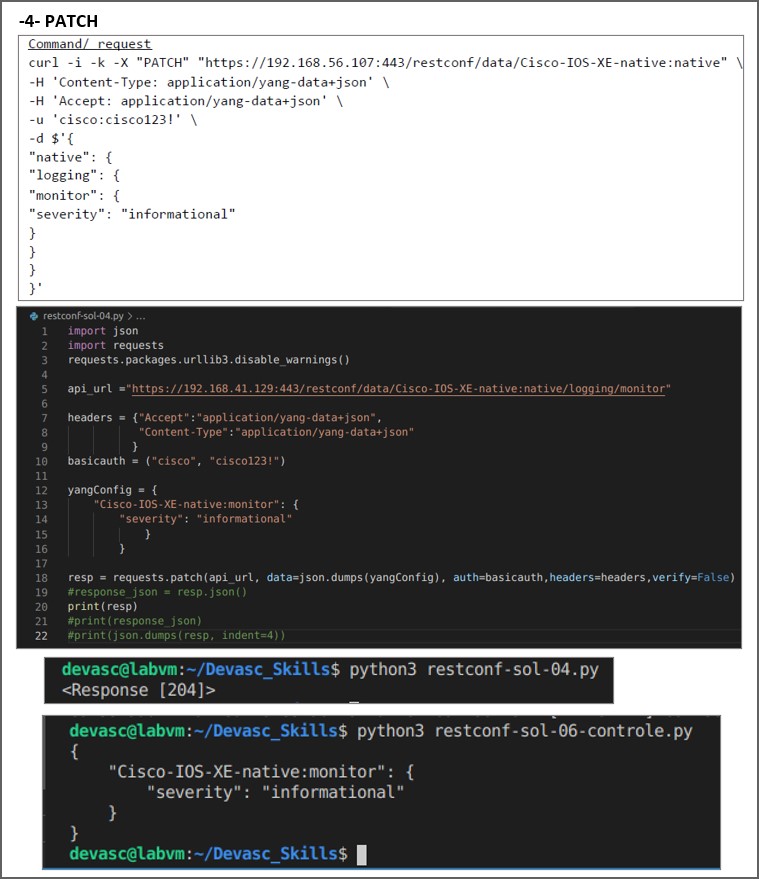 -4- PATCH
Command/ request
curl -i -k -X "PATCH" "https://192.168.56.107:443/restconf/data/Cisco-IOS-XE-native:native" \
-H 'Content-Type: application/yang-data+json' \
-H 'Accept: application/yang-data+json' \
-u 'cisco:cisco123!' \
-d $'{
"native": {
"logging": {
"monitor": {
"severity": "informational"
}
}
}
}'
restconf-sol-04.py > ...
1 import json
2 import requests
3 requests.packages.urllib3.disable_warnings()
4
5 api_url ="https://192.168.41.129:443/restconf/data/Cisco-IOS-XE-native:native/logging/monitor"
6
7 headers = {"Accept":"application/yang-data+json",
8 "Content-Type":"application/yang-data+json"
9 }
10 basicauth = ("cisco", "cisco123!")
11
12 yangConfig = {
13 "Cisco-IOS-XE-native:monitor": {
14 "severity": "informational"
15 }
16 }
17
18 resp = requests.patch(api_url, data=json.dumps(yangConfig), auth=basicauth,headers=headers,verify=False)
19 #response_json = resp.json()
20 print(resp)
21 #print(response_json)
22 #print(json.dumps(resp, indent=4))
devasc@labvm:~/Devasc_Skills$ python3 restconf-sol-04.py
<Response [204]>
devasc@labvm:~/Devasc_Skills$ python3 restconf-sol-06-controle.py
{
"Cisco-IOS-XE-native:monitor": {
"severity": "informational"
}
}
devasc@labvm:~/Devasc_Skills$